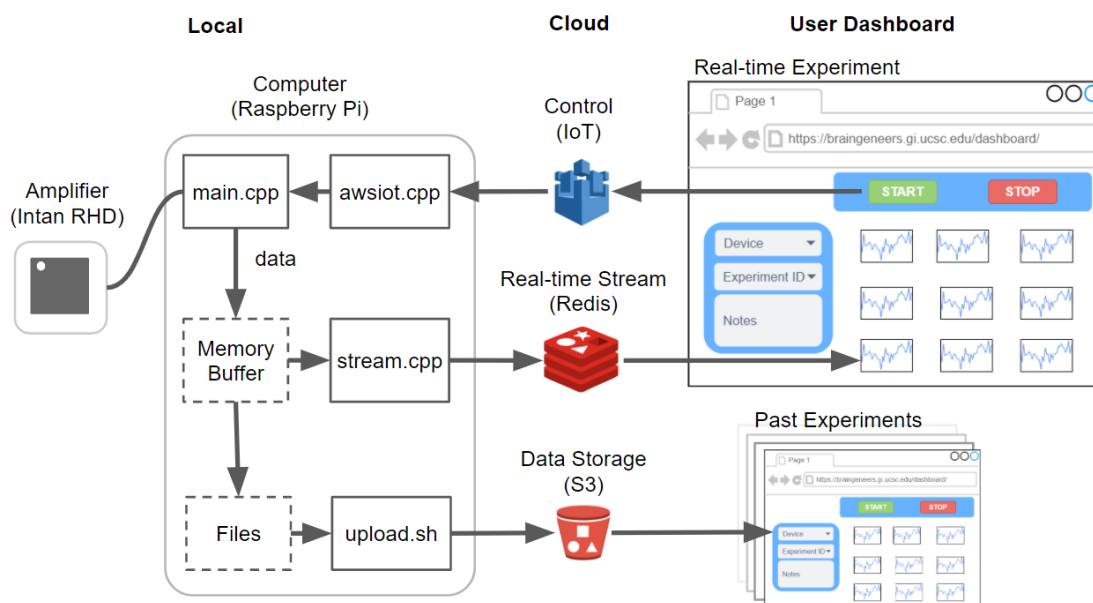 Local
Cloud
User Dashboard
Computer
(Raspberry Pi)
Control
(IoT)
Real-time Experiment
Page 1
https://braingeneers.gi.ucsc.edu/dashboard/
Amplifier
(Intan RHD)
main.cpp
awsiot.cpp
START
STOP
data
Device
Experiment ID
Notes
Real-time Stream
(Redis)
Memory
Buffer
stream.cpp
Past Experiments
Data Storage
(S3)
Files
upload.sh
Page 1
https://braingeneers.gi.ucsc.edu/dashboard/
START
STOP
Device
Experiment ID
Notes